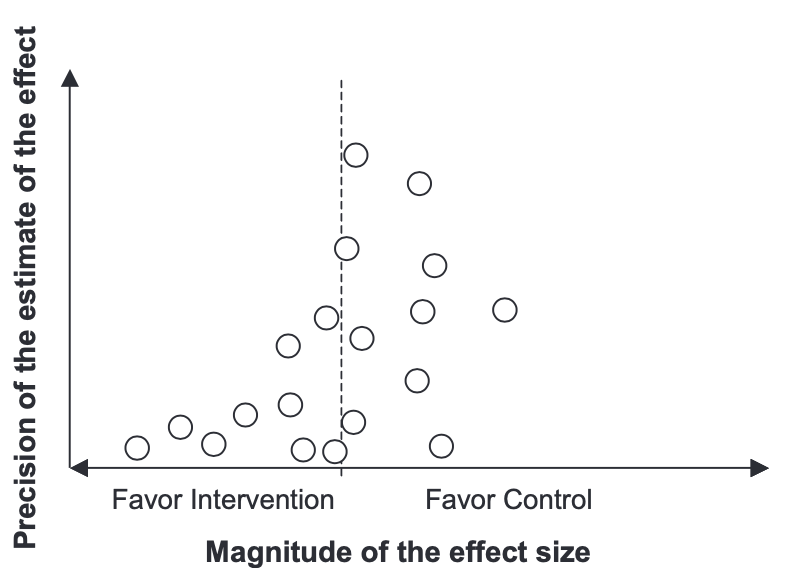 Precision of the estimate of the effect
Favor Intervention
Favor Control
Magnitude of the effect size